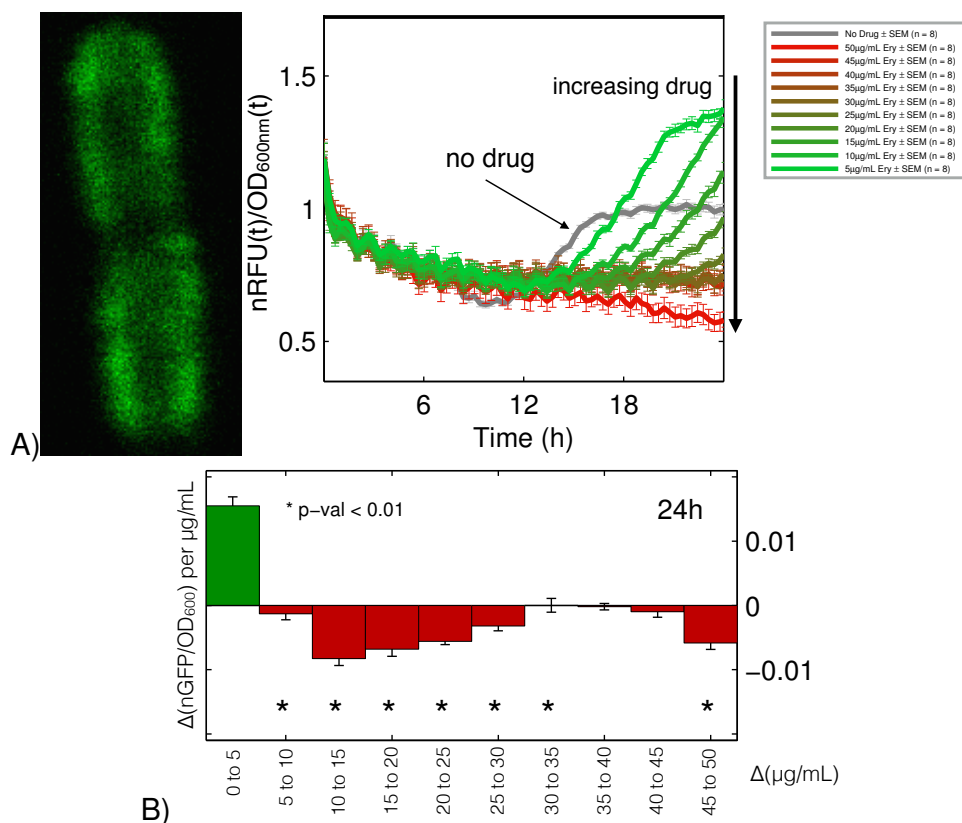 nRFU(t)/OD600nm(t)
1.5
1
0.5
increasing drug
no drug
6
12
18
Time (h)
No Drug ± SEM (n = 8)
50µg/mL Ery ± SEM (n = 8)
45µg/mL Ery ± SEM (n = 8)
40µg/mL Ery ± SEM (n = 8)
35µg/mL Ery ± SEM (n = 8)
30µg/mL Ery ± SEM (n = 8)
25µg/mL Ery ± SEM (n = 8)
20µg/mL Ery ± SEM (n = 8)
15µg/mL Ery ± SEM (n = 8)
10µg/mL Ery ± SEM (n = 8)
5µg/mL Ery ± SEM (n = 8)
A)
Δ(nGFP/OD600) per µg/mL
* p-val < 0.01
24h
0.01
0
-0.01
* * * * * * *
0 to 5
5 to 10
10 to 15
15 to 20
20 to 25
25 to 30
30 to 35
35 to 40
40 to 45
45 to 50
Δ(µg/mL)
B)